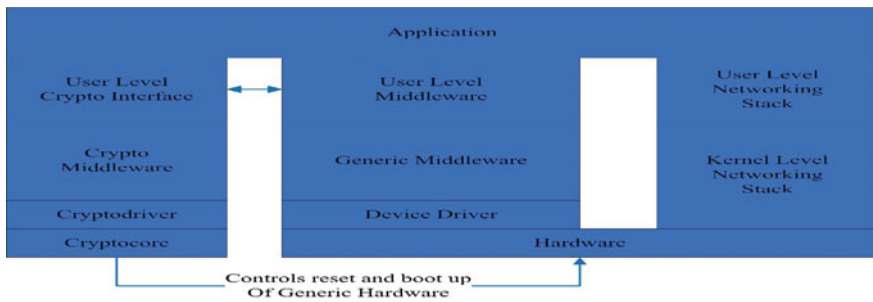 Application
User Level
Crypto Interface
User Level
Middleware
User Level
Networking
Stack
Crypto
Middleware
Generic Middleware
Kernel Level
Networking
Stack
Cryptodriver
Device Driver
Cryptocore
Hardware
Controls reset and boot up
Of Generic Hardware